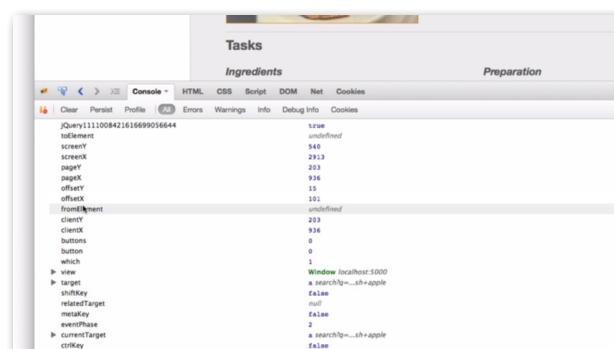 Tasks
Ingredients Preparation
Console HTML CSS Script DOM Net Cookies
Clear Persist Profile All Errors Warnings Info Debug Info Cookies
jQuery1111008421616699056644 true
toElement undefined
screenY 540
screenX 2913
pageY 203
pageX 936
offsetY 15
offsetX 101
fromElement undefined
clientY 203
clientX 936
buttons 0
button 0
which 1
view Window localhost:5000
target a search?q=...sh+apple
shiftKey false
relatedTarget null
metaKey false
eventPhase 2
currentTarget a search?q=...sh+apple
ctrlKey false